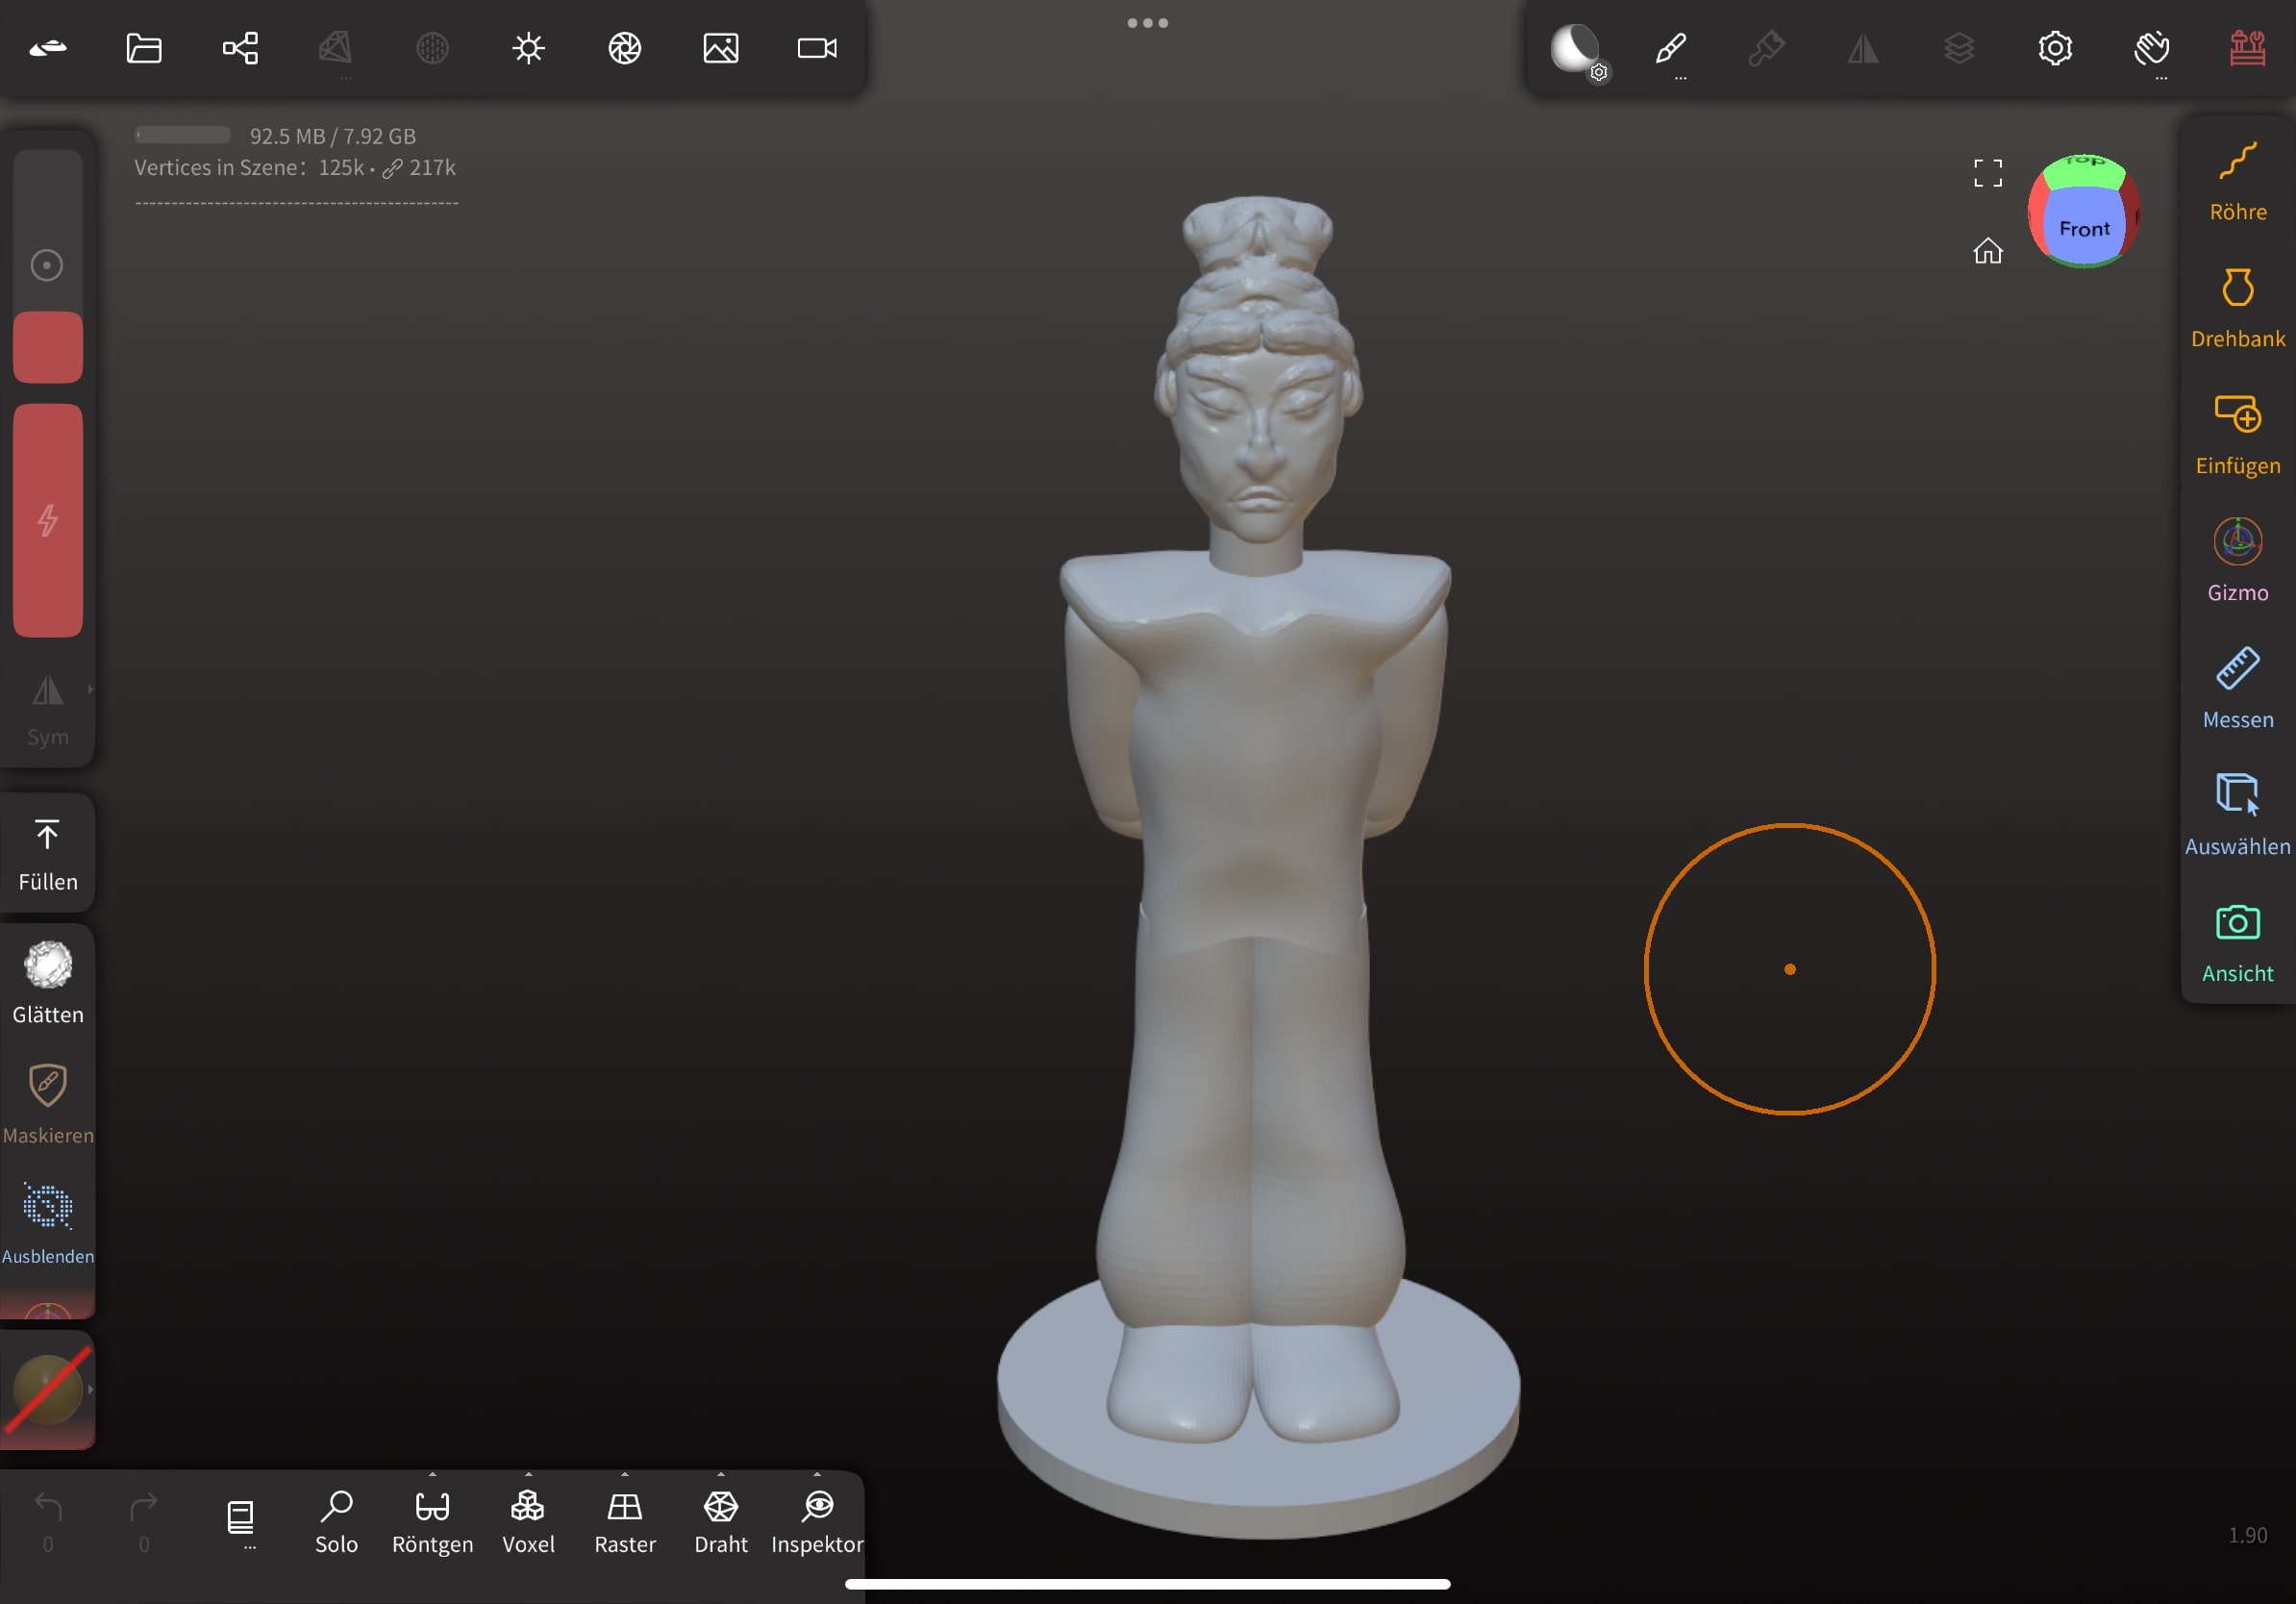 92.5 MB / 7.92 GB
Vertices in Szene: 125k • 217k
Top
Front
Röhre
Drehbank
Einfügen
Gizmo
Messen
Auswählen
Ansicht
Sym
Füllen
Glätten
Maskieren
Ausblenden
0
0
...
Solo
Röntgen
Voxel
Raster
Draht
Inspektor
1.90